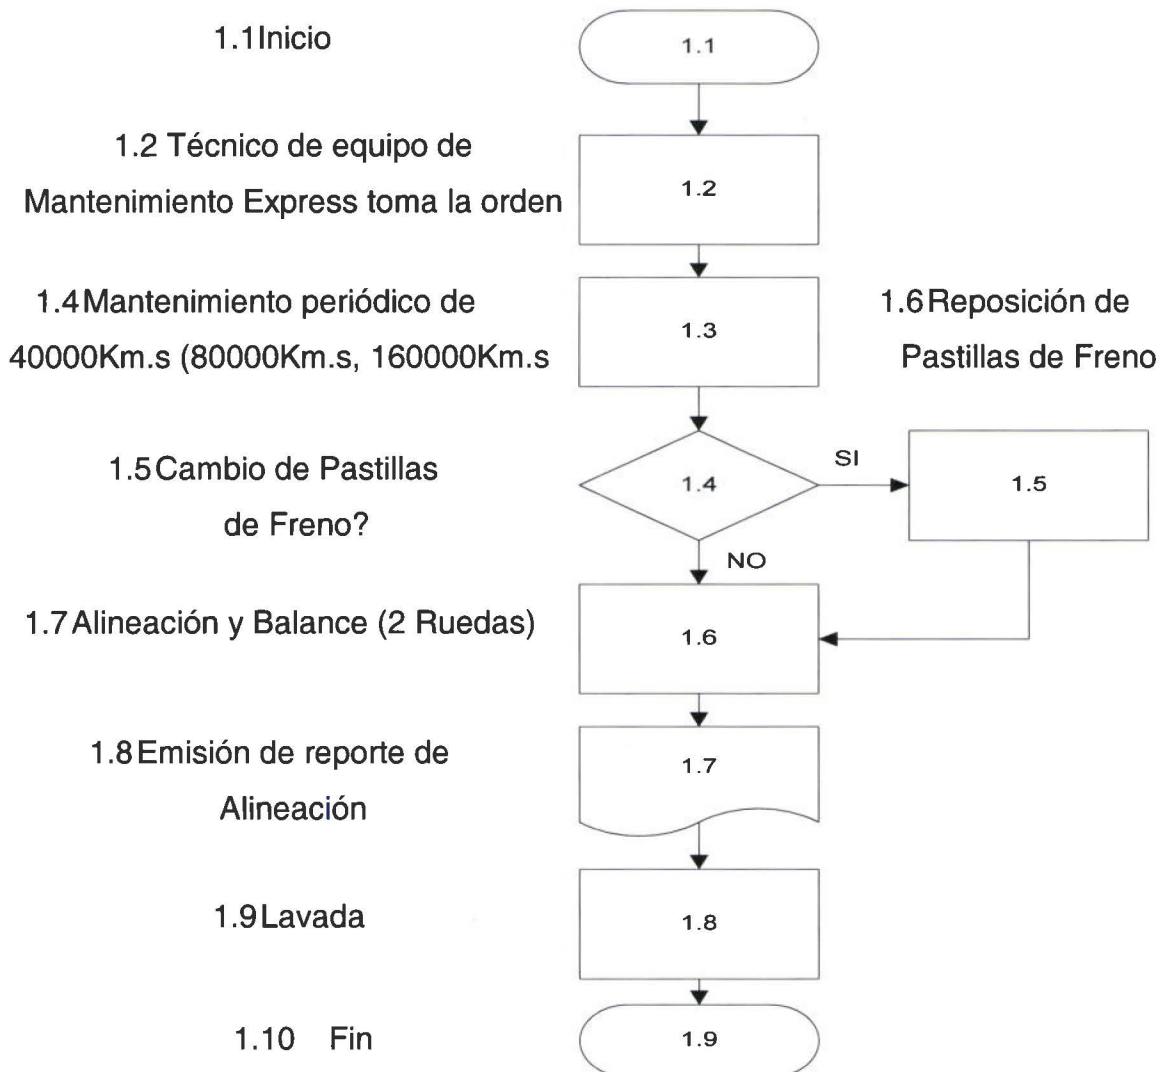 1.1Inicio
1.1
1.2 Técnico de equipo de
Mantenimiento Express toma la orden
1.2
1.4Mantenimiento periódico de
40000Km.s (80000Km.s, 160000Km.s
1.3
1.6Reposición de
Pastillas de Freno
1.5Cambio de Pastillas
de Freno?
1.4
SI
1.5
NO
1.7Alineación y Balance (2 Ruedas)
1.6
1.8Emisión de reporte de
Alineación
1.7
1.9Lavada
1.8
1.10 Fin
1.9